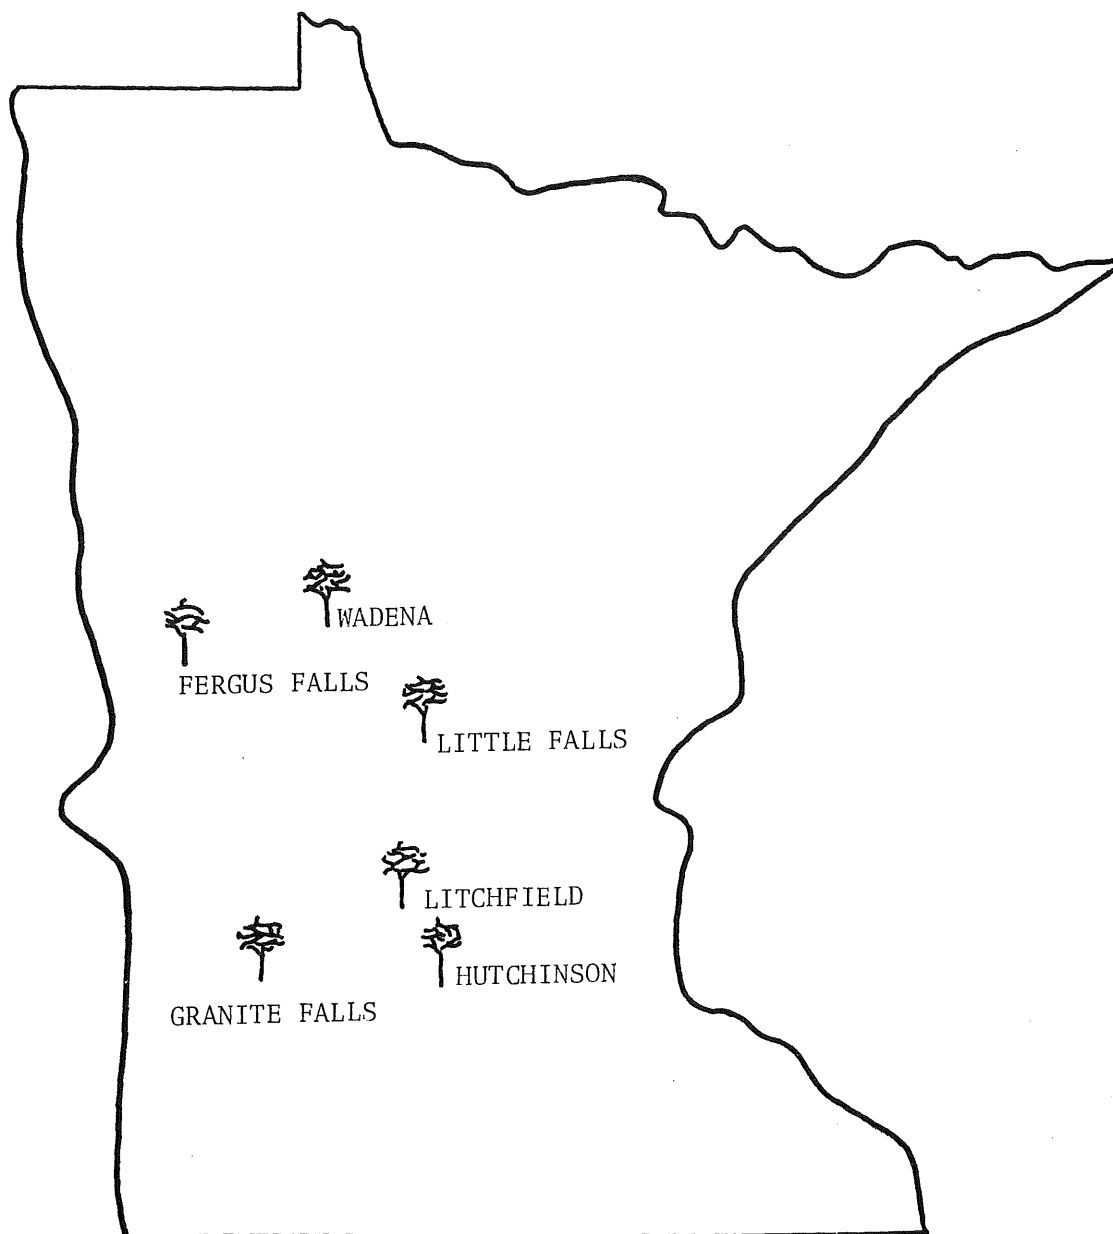 WADENA
FERGUS FALLS
LITTLE FALLS
LITCHFIELD
HUTCHINSON
GRANITE FALLS